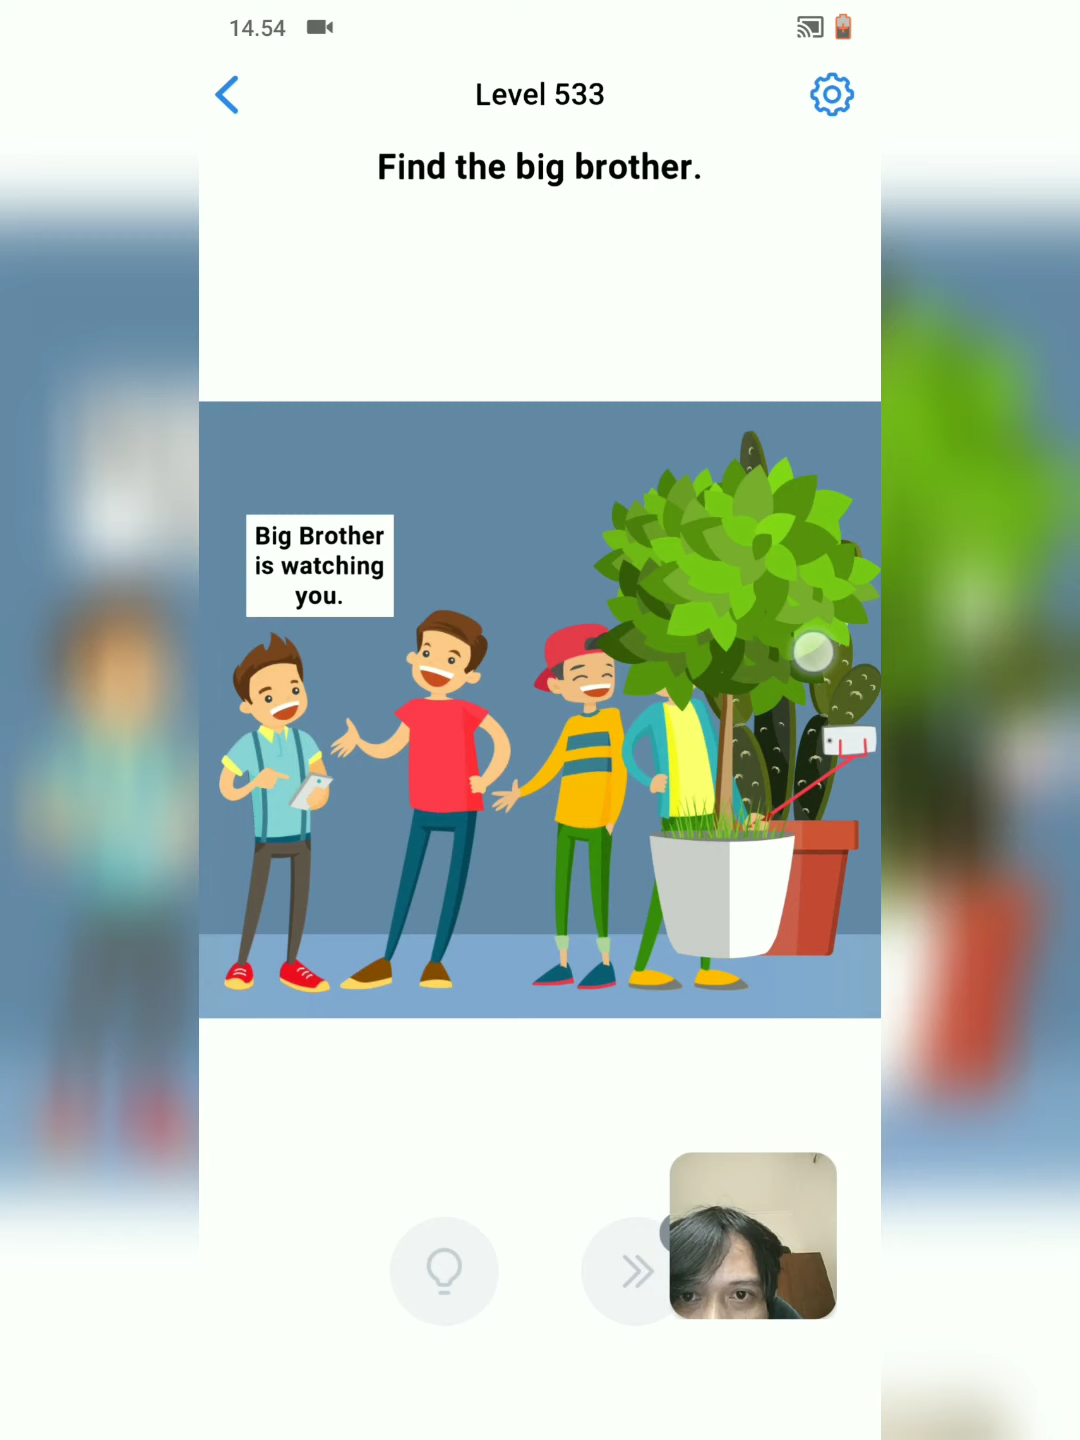 14.54
Level 533
Find the big brother.
Big Brother
is watching
you.